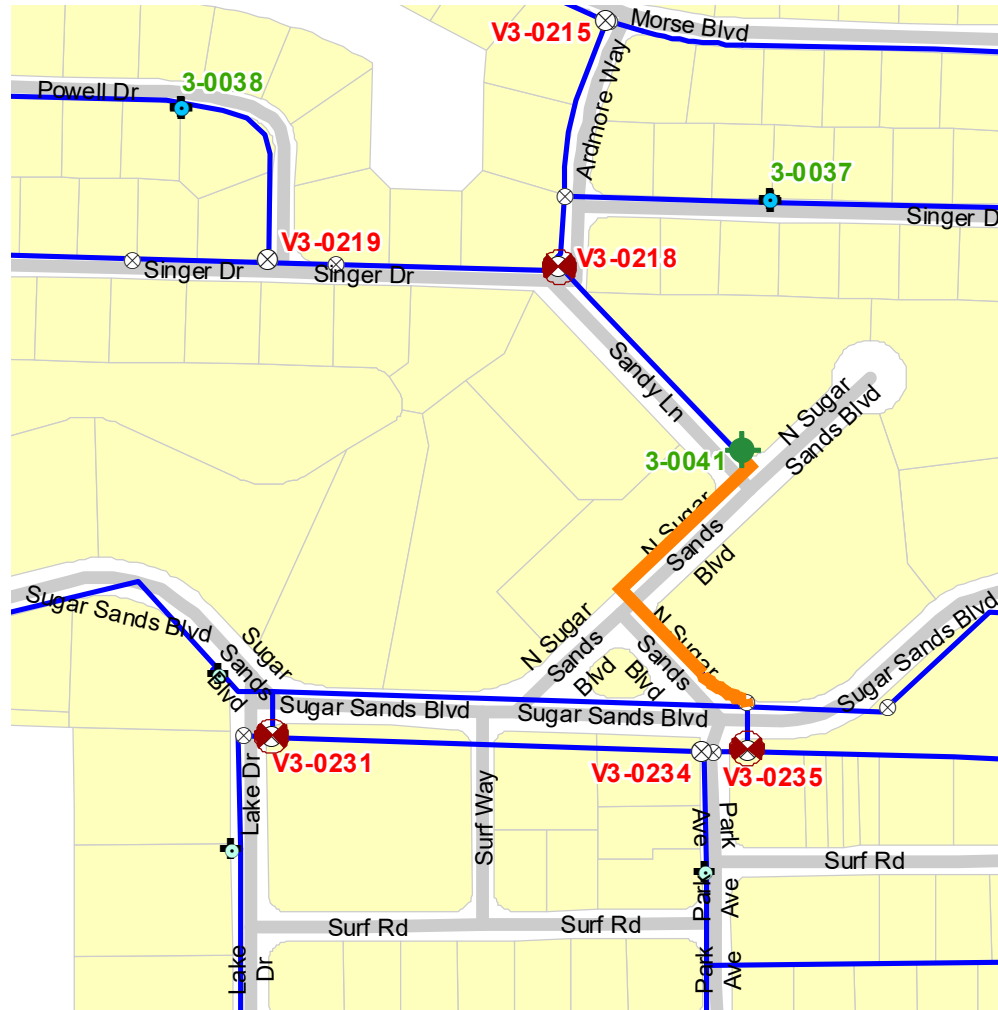 V3-0215
Morse Blvd
Ardmore Way
Powell Dr
3-0038
3-0037
Singer D
V3-0219
V3-0218
Singer Dr
Singer Dr
Sandy Ln
N Sugar
Sands Blvd
3-0041
N Sugar
Sands
Blvd
N Sugar
Sands
Blvd
N Sugar
Sands
Blvd
Sugar Sands Blvd
Sugar
Sands
Blvd
Sugar Sands Blvd
Sugar Sands Blvd
Sugar Sands Blvd
V3-0231
V3-0234
V3-0235
Lake Dr
Surf Way
Park
Ave
Park
Ave
Surf Rd
Surf Rd
Surf Rd
Lake
Dr
Park
Ave